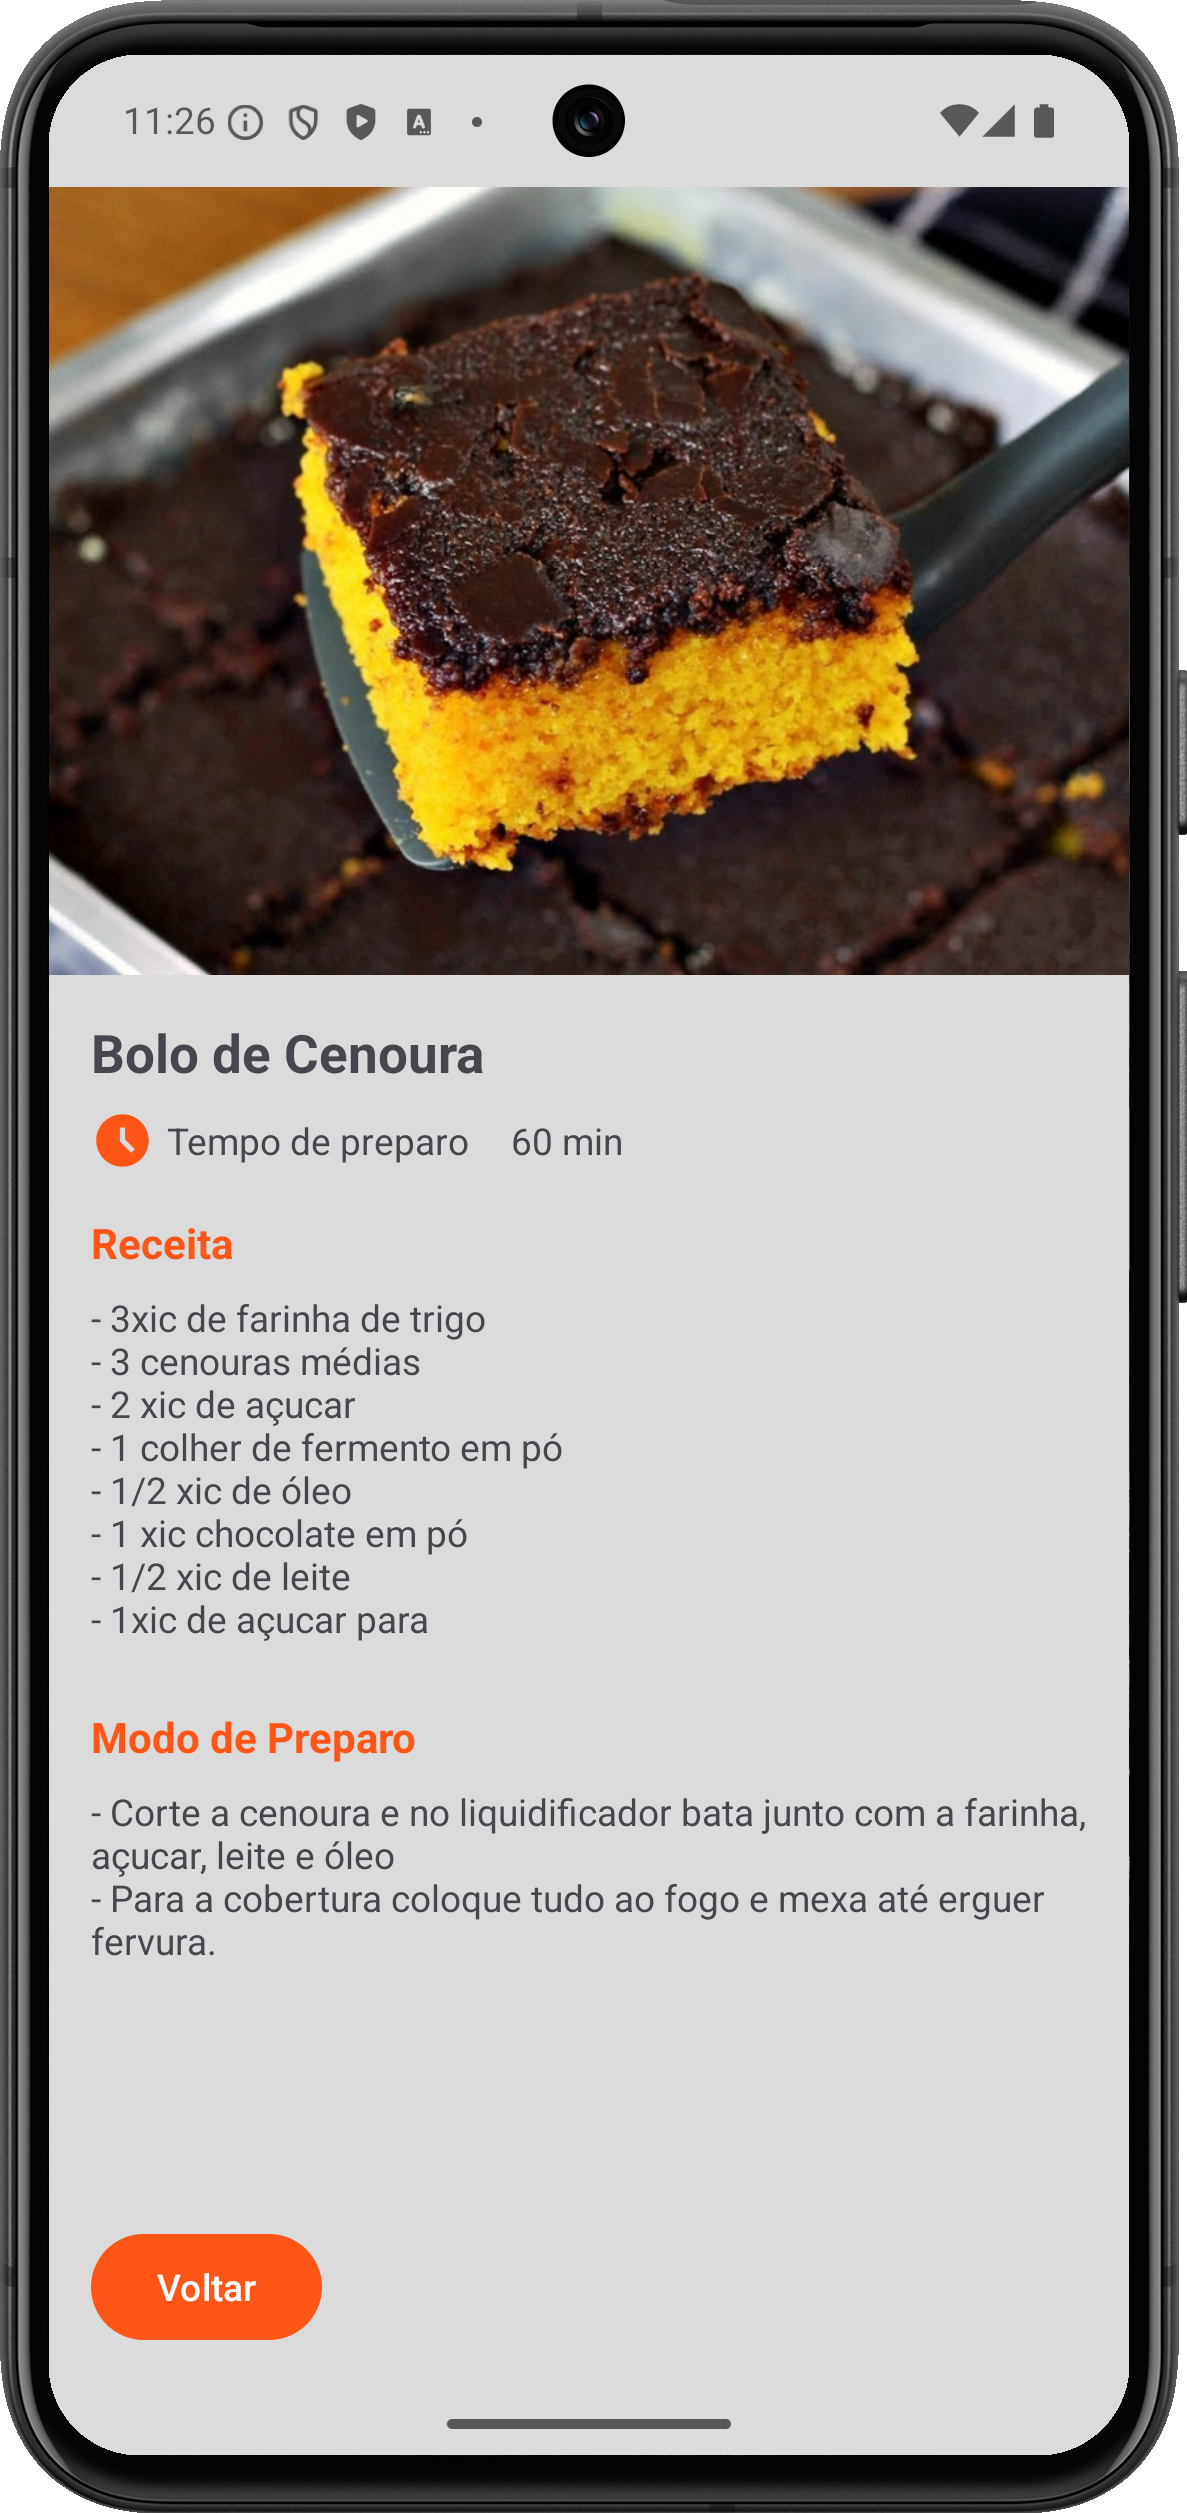 11:26
Bolo de Cenoura
Tempo de preparo 60 min
Receita
- 3xic de farinha de trigo
- 3 cenouras médias
- 2 xic de açucar
- 1 colher de fermento em pó
- 1/2 xic de óleo
- 1 xic chocolate em pó
- 1/2 xic de leite
- 1xic de açucar para
Modo de Preparo
- Corte a cenoura e no liquidificador bata junto com a farinha,
açucar, leite e óleo
- Para a cobertura coloque tudo ao fogo e mexa até erguer
fervura.
Voltar